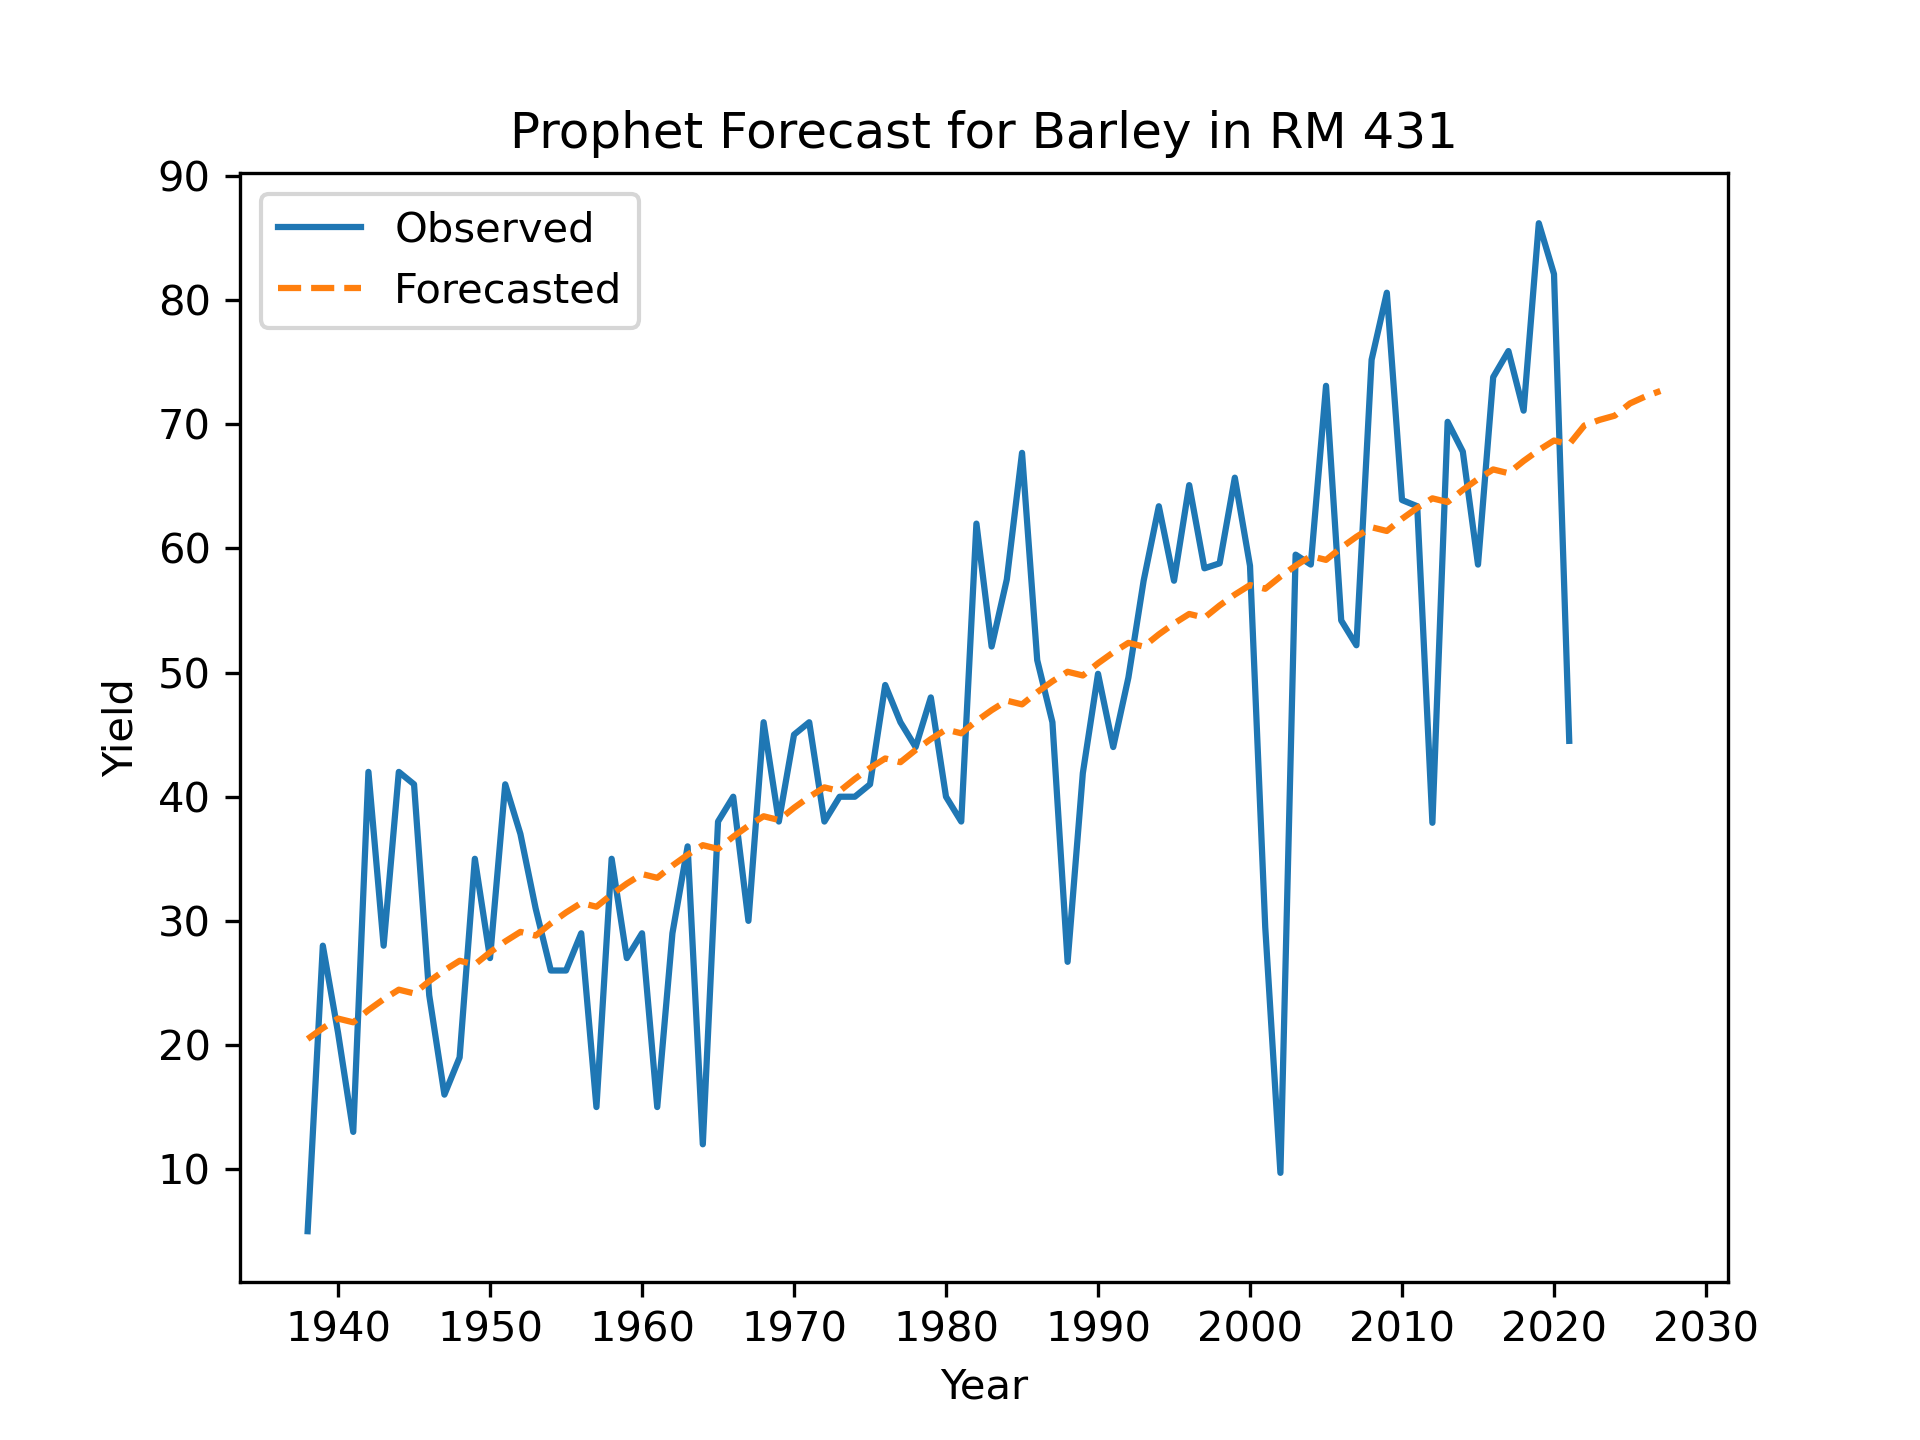 Prophet Forecast for Barley in RM 431
Observed
Forecasted
90
80
70
60
50
40
30
20
10
Yield
1940 1950 1960 1970 1980 1990 2000 2010 2020 2030
Year